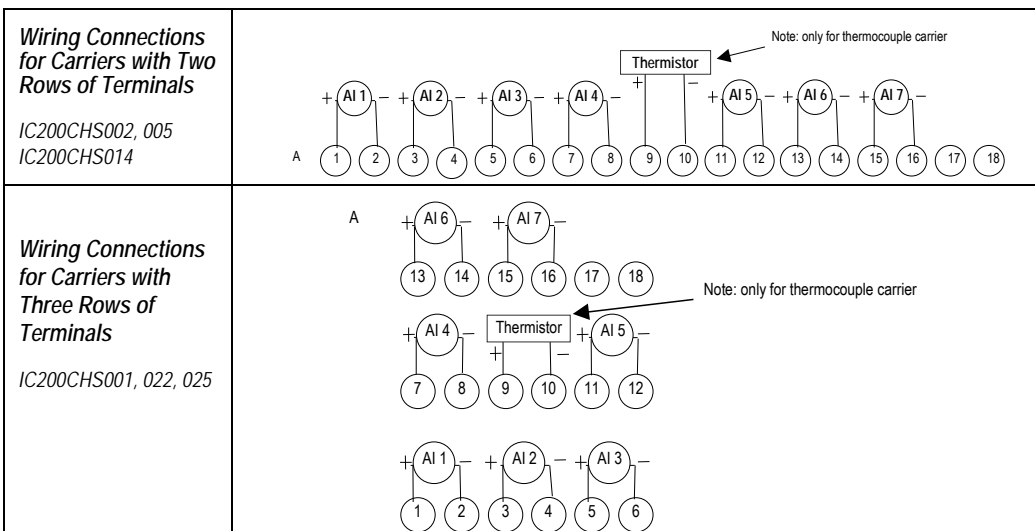 Wiring Connections
for Carriers with Two
Rows of Terminals
IC200CHS002, 005
IC200CHS014
Note: only for thermocouple carrier
Thermistor
+ −
+ AI 1 − + AI 2 − + AI 3 − + AI 4 − + AI 5 − + AI 6 − + AI 7 −
A 1 2 3 4 5 6 7 8 9 10 11 12 13 14 15 16 17 18
Wiring Connections
for Carriers with
Three Rows of
Terminals
IC200CHS001, 022, 025
A + AI 6 − + AI 7 −
13 14 15 16 17 18
Note: only for thermocouple carrier
+ AI 4 − Thermistor + AI 5 −
+ −
7 8 9 10 11 12
+ AI 1 − + AI 2 − + AI 3 −
1 2 3 4 5 6